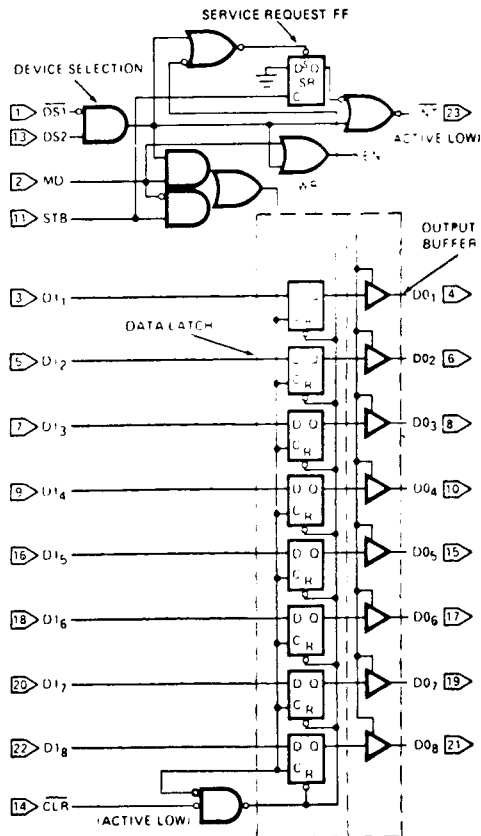 SERVICE REQUEST FF
DEVICE SELECTION
D Q
S
SR
C
1 DS1
13 DS2
23
(ACTIVE LOW)
2 MD
11 STB
OUTPUT
BUFFER
3 DI1
DO1 4
DATA LATCH
5 DI2
DO2 6
C R
7 DI3
D Q
C R
DO3 8
9 DI4
D Q
C R
DO4 10
16 DI5
D Q
C R
DO5 15
18 DI6
D Q
C R
DO6 17
20 DI7
D Q
C R
DO7 19
22 DI8
D Q
C R
DO8 21
14 CLR
(ACTIVE LOW)